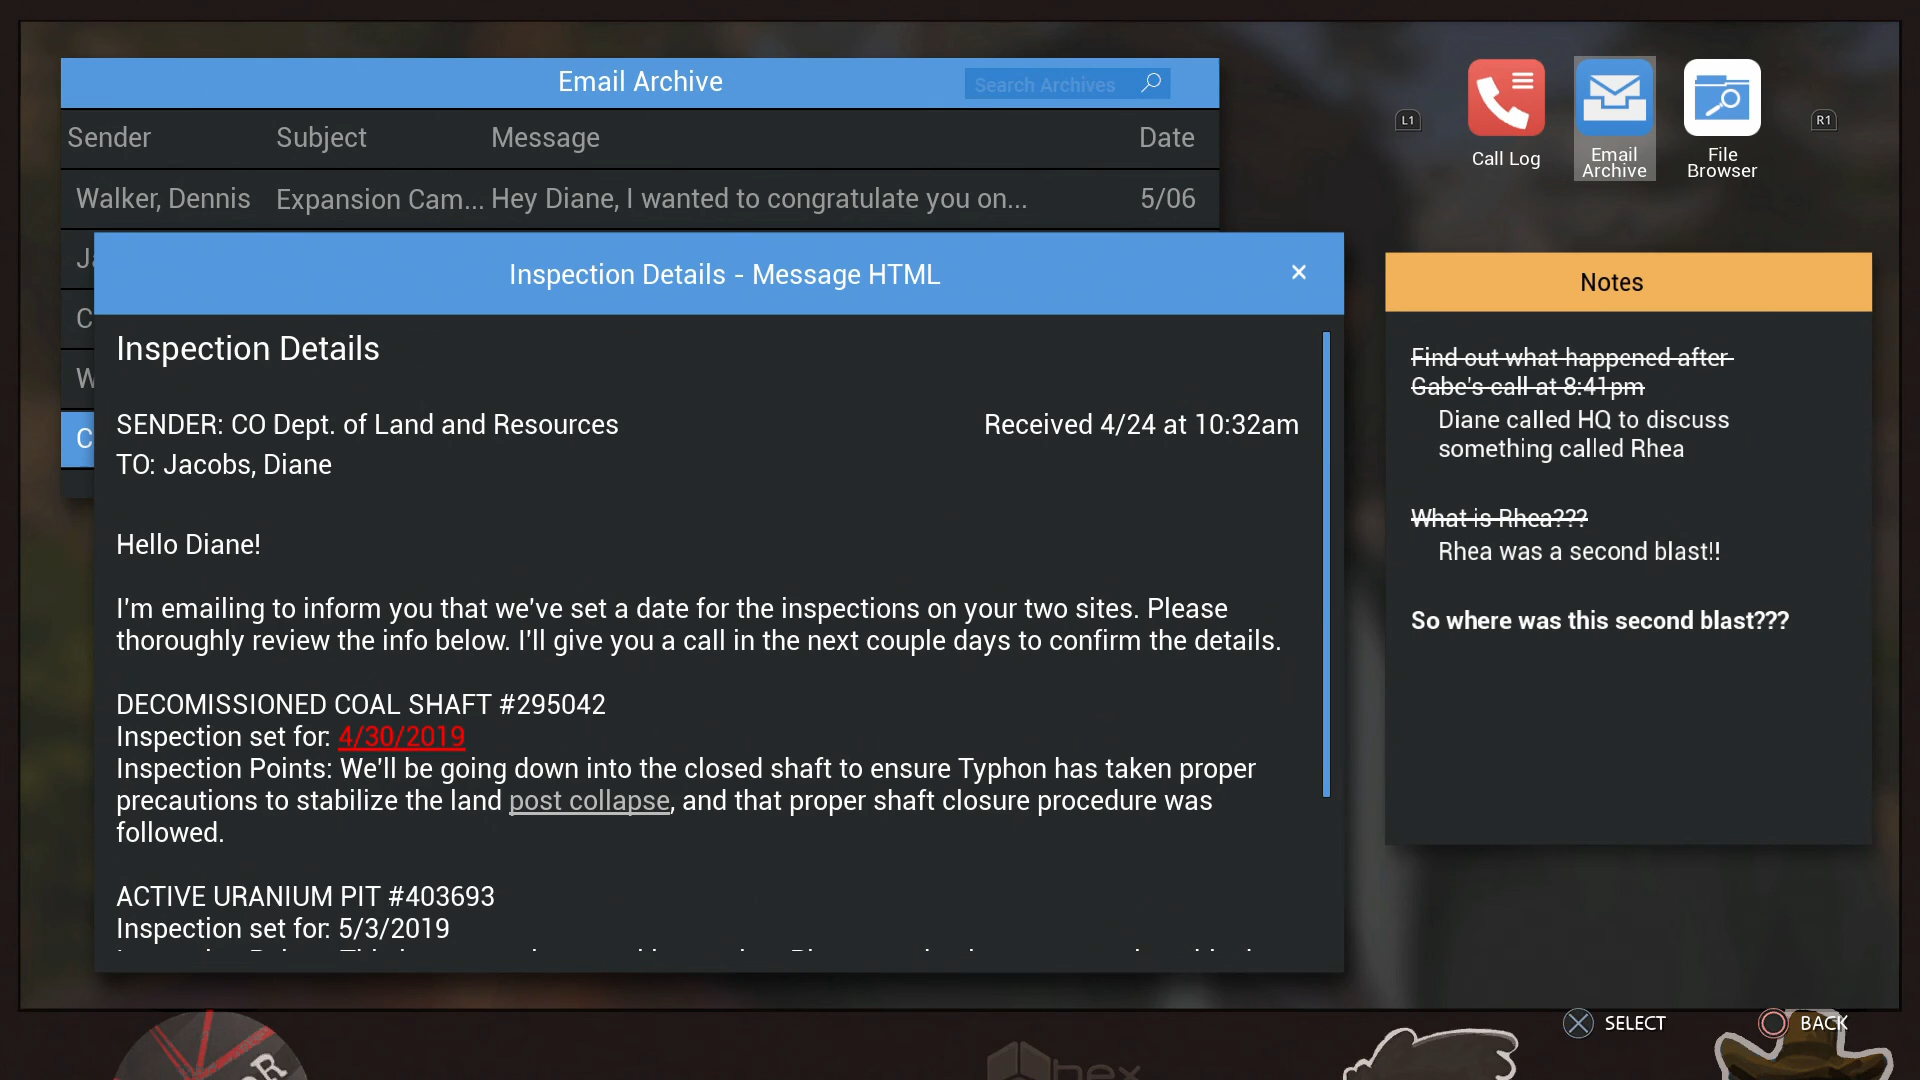 Email Archive
Search Archives
Sender Subject Message Date
Walker, Dennis Expansion Cam... Hey Diane, I wanted to congratulate you on... 5/06
C
W
C
Inspection Details - Message HTML
Inspection Details
SENDER: CO Dept. of Land and Resources Received 4/24 at 10:32am
TO: Jacobs, Diane
Hello Diane!
I'm emailing to inform you that we've set a date for the inspections on your two sites. Please
thoroughly review the info below. I'll give you a call in the next couple days to confirm the details.
DECOMISSIONED COAL SHAFT #295042
Inspection set for: 4/30/2019
Inspection Points: We'll be going down into the closed shaft to ensure Typhon has taken proper
precautions to stabilize the land post collapse, and that proper shaft closure procedure was
followed.
ACTIVE URANIUM PIT #403693
Inspection set for: 5/3/2019
L1
Call Log
Email
Archive
File
Browser
R1
Notes
Find out what happened after
Gabe's call at 8:41pm
Diane called HQ to discuss
something called Rhea
What is Rhea???
Rhea was a second blast!!
So where was this second blast???
SELECT
BACK
hex